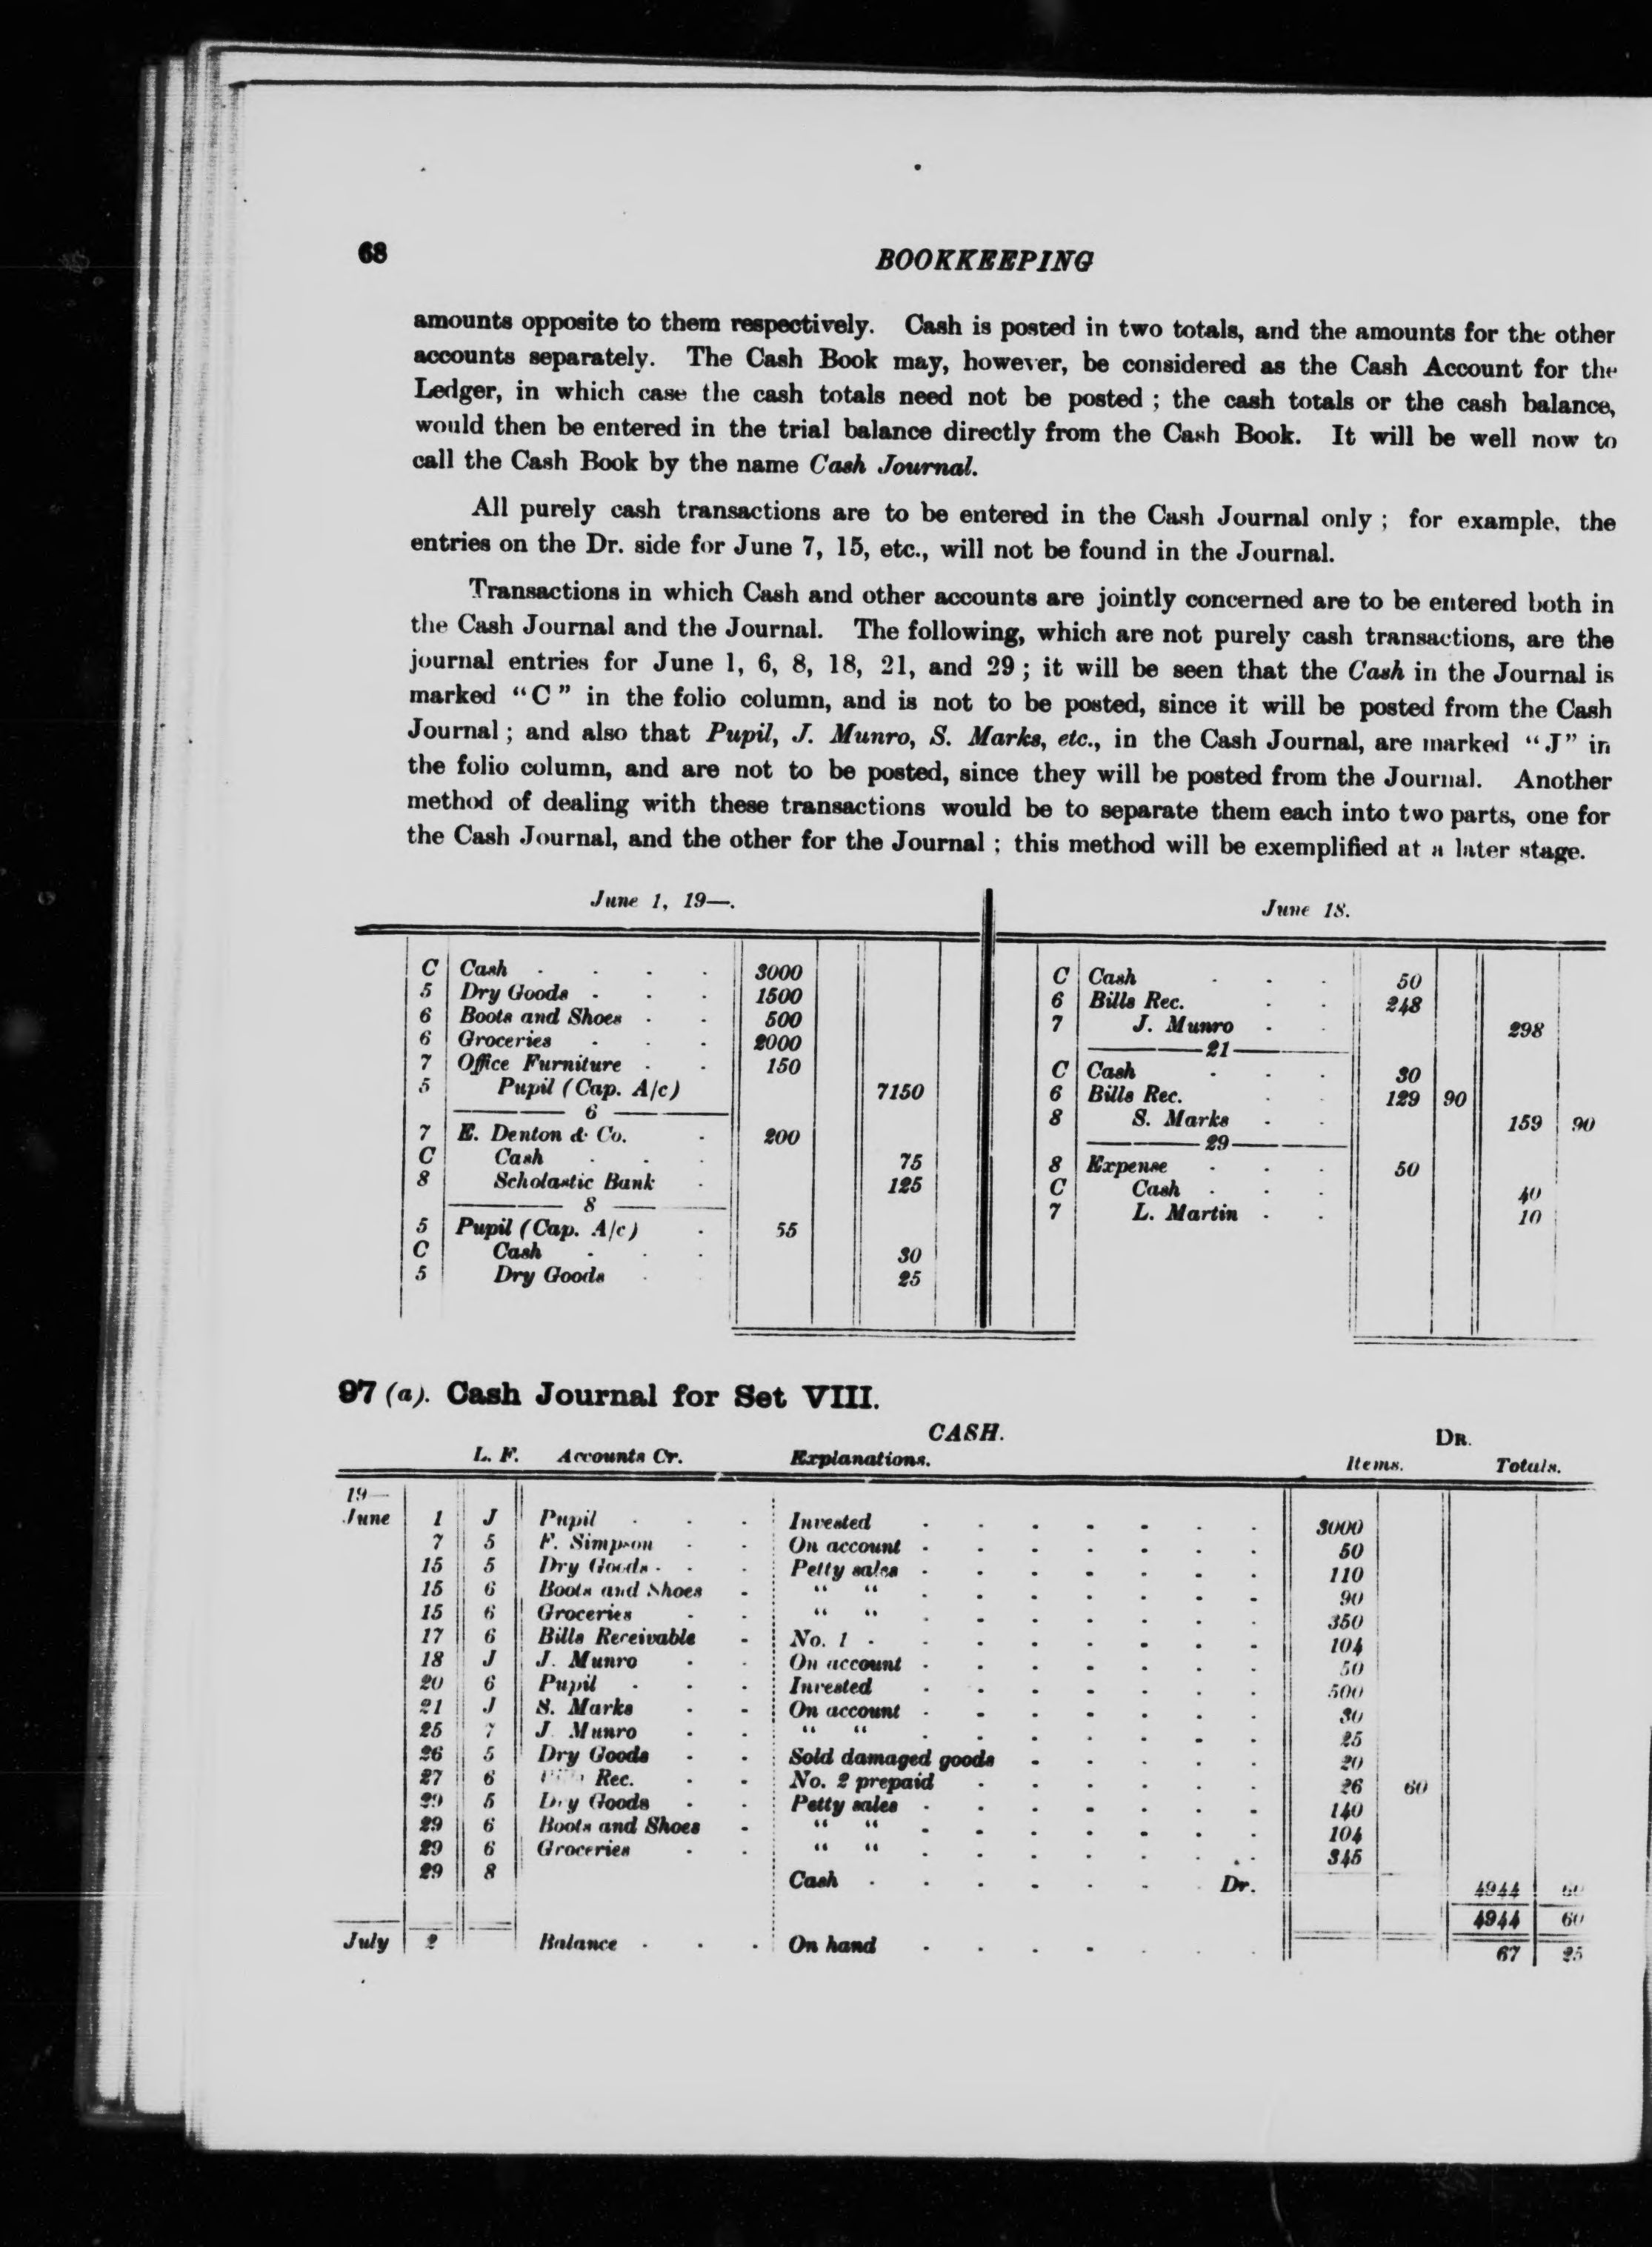 68
BOOKKEEPING
amounts opposite to them respectively. Cash is posted in two totals, and the amounts for the other
accounts separately. The Cash Book may, however, be considered as the Cash Account for the
Ledger, in which case the cash totals need not be posted ; the cash totals or the cash balance,
would then be entered in the trial balance directly from the Cash Book. It will be well now to
call the Cash Book by the name Cash Journal.
All purely cash transactions are to be entered in the Cash Journal only ; for example, the
entries on the Dr. side for June 7, 15, etc., will not be found in the Journal.
Transactions in which Cash and other accounts are jointly concerned are to be entered both in
the Cash Journal and the Journal. The following, which are not purely cash transactions, are the
journal entries for June 1, 6, 8, 18, 21, and 29 ; it will be seen that the Cash in the Journal is
marked “C” in the folio column, and is not to be posted, since it will be posted from the Cash
Journal ; and also that Pupil, J. Munro, S. Marks, etc., in the Cash Journal, are marked “J” in
the folio column, and are not to be posted, since they will be posted from the Journal. Another
method of dealing with these transactions would be to separate them each into two parts, one for
the Cash Journal, and the other for the Journal ; this method will be exemplified at a later stage.
June 1, 19—.
C Cash . . . . 3000
5 Dry Goods . . . 1500
6 Boots and Shoes . . 500
6 Groceries . . . 2000
7 Office Furniture . . 150
5 Pupil (Cap. A/c) 7150
——— 6 ———
7 E. Denton & Co. . 200
C Cash . . . 75
8 Scholastic Bank . 125
——— 8 ———
5 Pupil (Cap. A/c) . 55
C Cash . . . 30
5 Dry Goods . . 25
June 18.
C Cash . . . 50
6 Bills Rec. . . 248
7 J. Munro . . 298
———21———
C Cash . . . 30
6 Bills Rec. . . 129 90
8 S. Marks . . 159 90
———29———
8 Expense . . . 50
C Cash . . . 40
7 L. Martin . . 10
97 (a). Cash Journal for Set VIII.
CASH. DR.
L. F. Accounts Cr. Explanations. Items. Totals.
19—
June 1 J Pupil . . . Invested . . . . . . . 3000
7 5 F. Simpson . . On account . . . . . . . 50
15 5 Dry Goods . . . Petty sales . . . . . . . 110
15 6 Boots and Shoes . “ “ . . . . . . . 90
15 6 Groceries . . “ “ . . . . . . . 350
17 6 Bills Receivable . No. 1 . . . . . . . . 104
18 J J. Munro . . On account . . . . . . . 50
20 6 Pupil . . . Invested . . . . . . . 500
21 J S. Marks . . On account . . . . . . . 30
25 7 J. Munro . . “ “ . . . . . . . 25
26 5 Dry Goods . . Sold damaged goods . . . . . 20
27 6 Rec. . . No. 2 prepaid . . . . . . 26 60
29 5 Dry Goods . . Petty sales . . . . . . . 140
29 6 Boots and Shoes . “ “ . . . . . . . 104
29 6 Groceries . . “ “ . . . . . . . 345
29 8 Cash . . . . . . . Dr. 4944 60
4944 60
July 2 Balance . . . On hand . . . . . . . 67 25